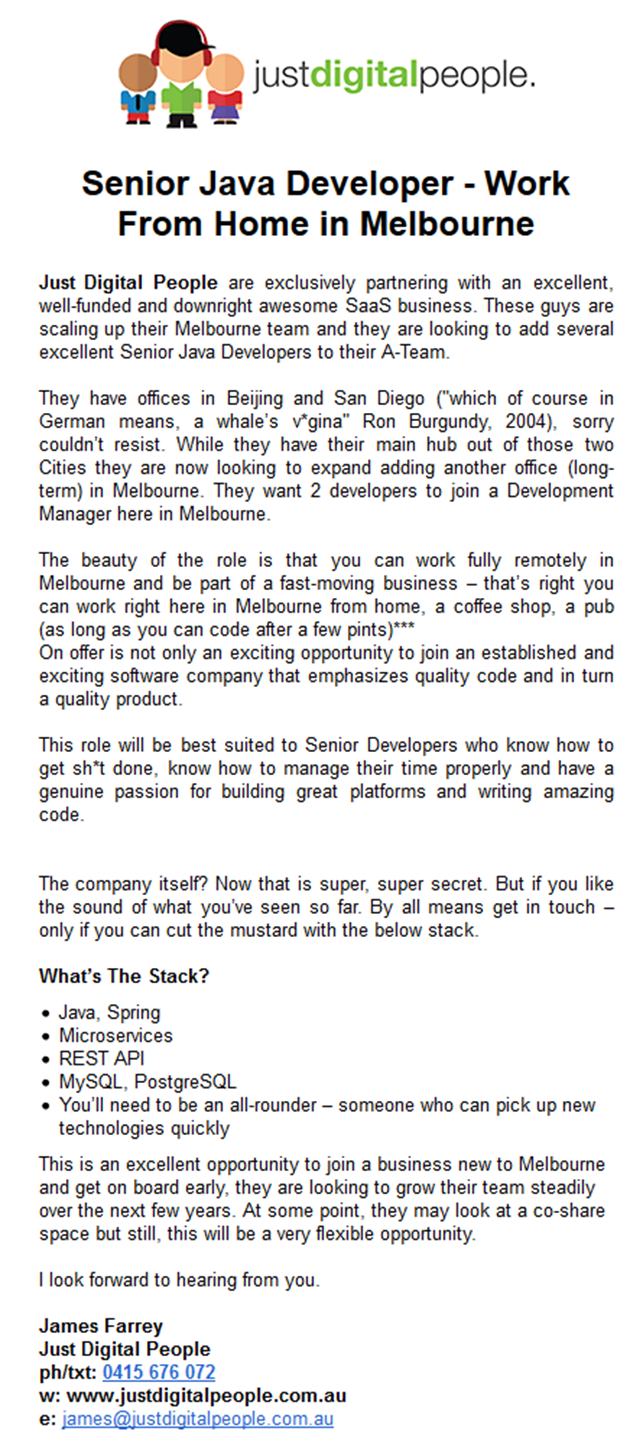 justdigitalpeople.
Senior Java Developer - Work
From Home in Melbourne
Just Digital People are exclusively partnering with an excellent,
well-funded and downright awesome SaaS business. These guys are
scaling up their Melbourne team and they are looking to add several
excellent Senior Java Developers to their A-Team.
They have offices in Beijing and San Diego ("which of course in
German means, a whale's v*gina" Ron Burgundy, 2004), sorry
couldn't resist. While they have their main hub out of those two
Cities they are now looking to expand adding another office (long-
term) in Melbourne. They want 2 developers to join a Development
Manager here in Melbourne.
The beauty of the role is that you can work fully remotely in
Melbourne and be part of a fast-moving business – that's right you
can work right here in Melbourne from home, a coffee shop, a pub
(as long as you can code after a few pints)***
On offer is not only an exciting opportunity to join an established and
exciting software company that emphasizes quality code and in turn
a quality product.
This role will be best suited to Senior Developers who know how to
get sh*t done, know how to manage their time properly and have a
genuine passion for building great platforms and writing amazing
code.
The company itself? Now that is super, super secret. But if you like
the sound of what you've seen so far. By all means get in touch –
only if you can cut the mustard with the below stack.
What's The Stack?
• Java, Spring
• Microservices
• REST API
• MySQL, PostgreSQL
• You'll need to be an all-rounder – someone who can pick up new
technologies quickly
This is an excellent opportunity to join a business new to Melbourne
and get on board early, they are looking to grow their team steadily
over the next few years. At some point, they may look at a co-share
space but still, this will be a very flexible opportunity.
I look forward to hearing from you.
James Farrey
Just Digital People
ph/txt: 0415 676 072
w: www.justdigitalpeople.com.au
e: james@justdigitalpeople.com.au